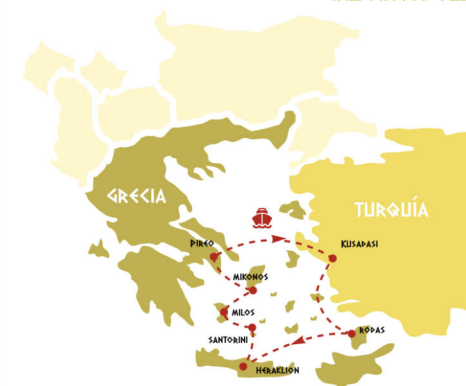 GRECIA
TURQUÍA
PIREO
KUSADASI
MIKONOS
MILOS
SANTORINI
RODAS
HERAKLION